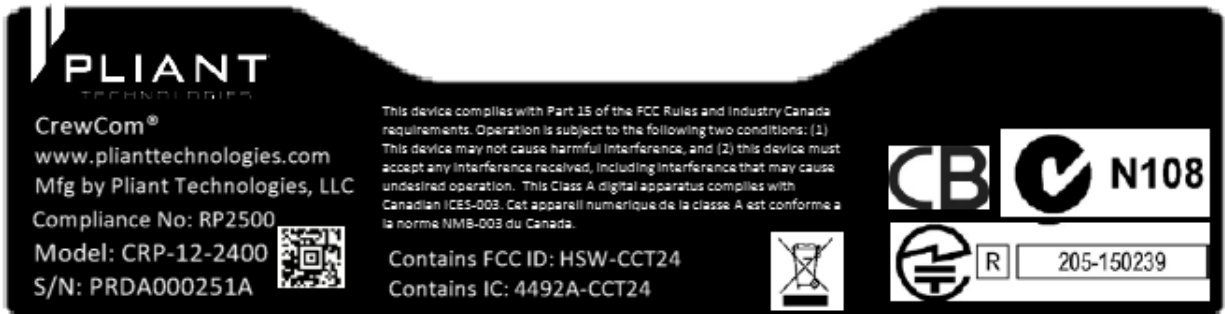 PLIANT
TECHNOLOGIES
CrewCom®
www.plianttechnologies.com
Mfg by Pliant Technologies, LLC
Compliance No: RP2500
Model: CRP-12-2400
S/N: PRDA000251A
This device complies with Part 15 of the FCC Rules and Industry Canada
requirements. Operation is subject to the following two conditions: (1)
This device may not cause harmful interference, and (2) this device must
accept any interference received, including interference that may cause
undesired operation. This Class A digital apparatus complies with
Canadian ICES-003. Cet appareil numerique de la classe A est conforme a
la norme NMB-003 du Canada.
Contains FCC ID: HSW-CCT24
Contains IC: 4492A-CCT24
CB
N108
R 205-150239